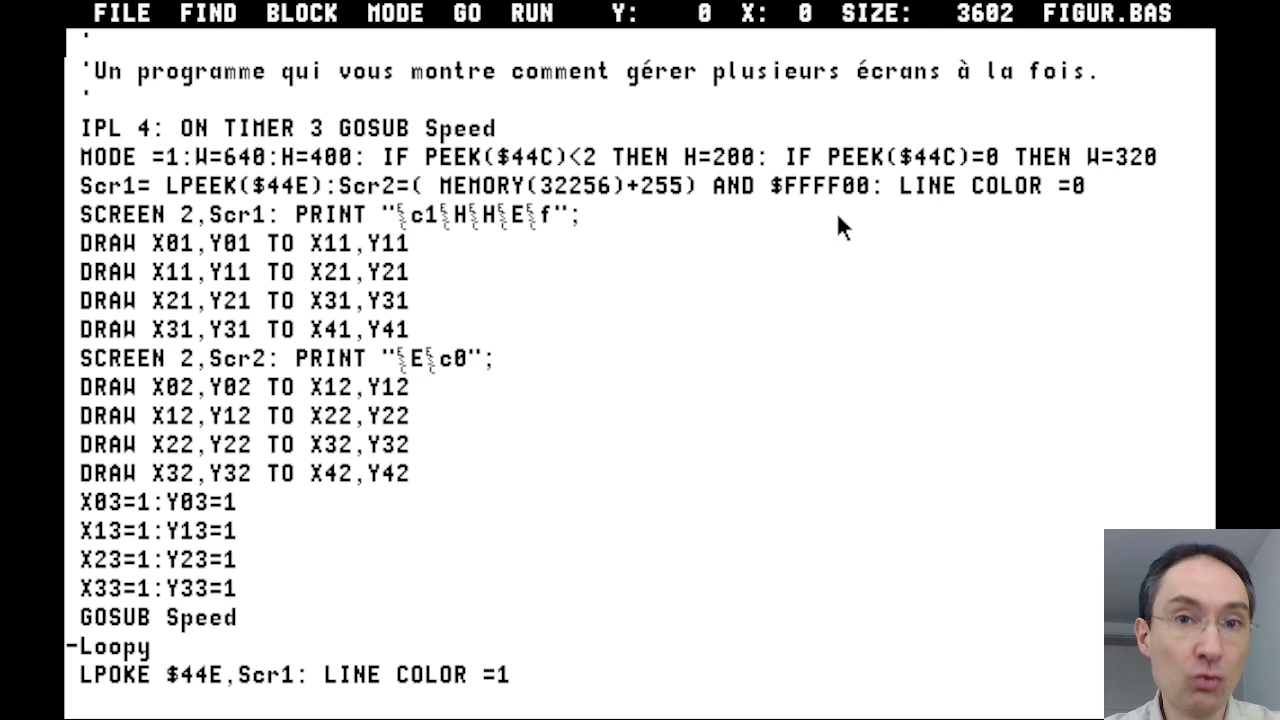 FILE FIND BLOCK MODE GO RUN Y: 0 X: 0 SIZE: 3602 FIGUR.BAS
'
'Un programme qui vous montre comment gérer plusieurs écrans à la fois.
'
IPL 4: ON TIMER 3 GOSUB Speed
MODE =1:W=640:H=400: IF PEEK($44C)<2 THEN H=200: IF PEEK($44C)=0 THEN W=320
Scr1= LPEEK($44E):Scr2=( MEMORY(32256)+255) AND $FFFF00: LINE COLOR =0
SCREEN 2,Scr1: PRINT "␛c1␛H␛H␛E␛f";
DRAW X01,Y01 TO X11,Y11
DRAW X11,Y11 TO X21,Y21
DRAW X21,Y21 TO X31,Y31
DRAW X31,Y31 TO X41,Y41
SCREEN 2,Scr2: PRINT "␛E␛c0";
DRAW X02,Y02 TO X12,Y12
DRAW X12,Y12 TO X22,Y22
DRAW X22,Y22 TO X32,Y32
DRAW X32,Y32 TO X42,Y42
X03=1:Y03=1
X13=1:Y13=1
X23=1:Y23=1
X33=1:Y33=1
GOSUB Speed
-Loopy
LPOKE $44E,Scr1: LINE COLOR =1